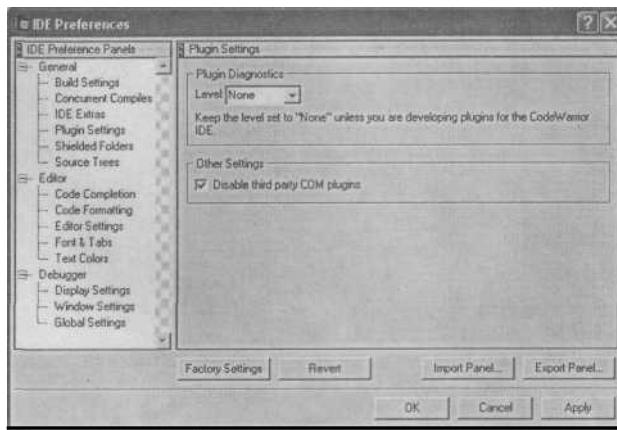 IDE Preferences
IDE Preference Panels
General
Build Settings
Concurrent Compiles
IDE Extras
Plugin Settings
Shielded Folders
Source Trees
Editor
Code Completion
Code Formatting
Editor Settings
Font & Tabs
Text Colors
Debugger
Display Settings
Window Settings
Global Settings
Plugin Settings
Plugin Diagnostics
Level: None
Keep the level set to "None" unless you are developing plugins for the CodeWarrior
IDE.
Other Settings
Disable third party COM plugins
Factory Settings
Revert
Import Panel...
Export Panel...
OK
Cancel
Apply